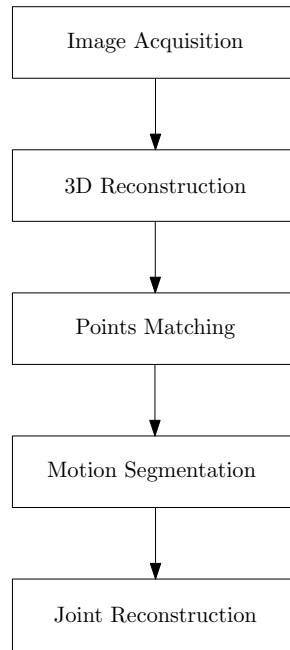 Image Acquisition
3D Reconstruction
Points Matching
Motion Segmentation
Joint Reconstruction